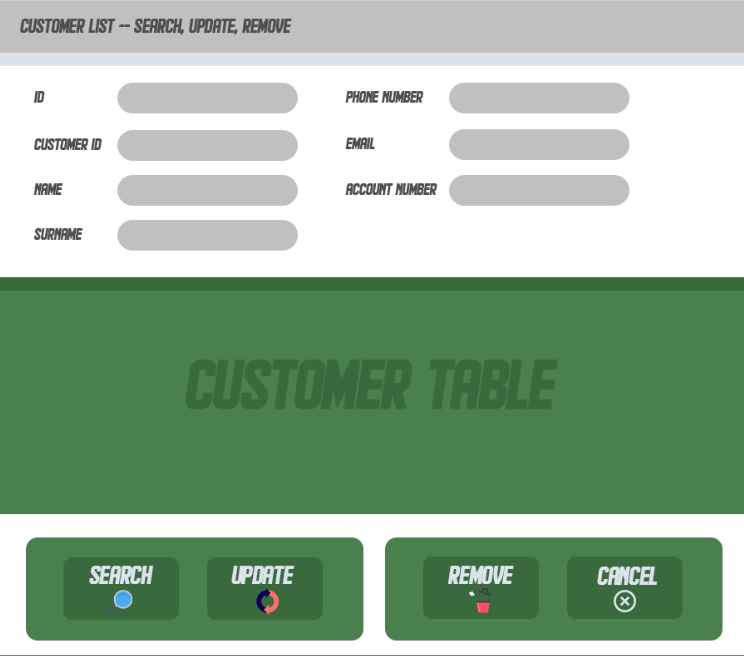 CUSTOMER LIST -- SEARCH, UPDATE, REMOVE
ID
CUSTOMER ID
NAME
SURNAME
PHONE NUMBER
EMAIL
ACCOUNT NUMBER
CUSTOMER TABLE
SEARCH
UPDATE
REMOVE
CANCEL